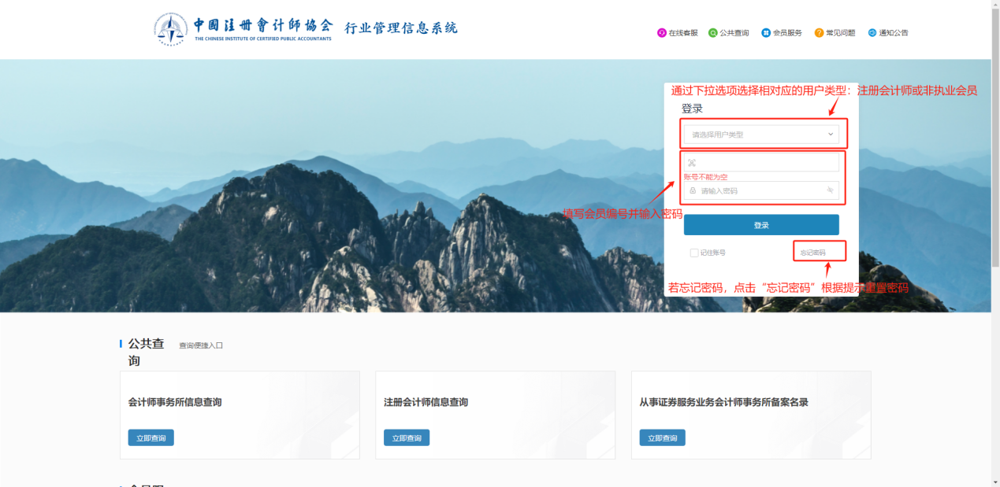 中國注册會计師協会 行业管理信息系统
THE CHINESE INSTITUTE OF CERTIFIED PUBLIC ACCOUNTANTS
在线客服 公共查询 会员服务 常见问题 通知公告
通过下拉选项选择相对应的用户类型：注册会计师或非执业会员
登录
请选择用户类型
账号不能为空
请输入密码
填写会员编号并输入密码
登录
记住账号 忘记密码
若忘记密码，点击“忘记密码”根据提示重置密码
公共查询 查询便捷入口
会计师事务所信息查询 注册会计师信息查询 从事证券服务业务会计师事务所备案名录
立即查询 立即查询 立即查询